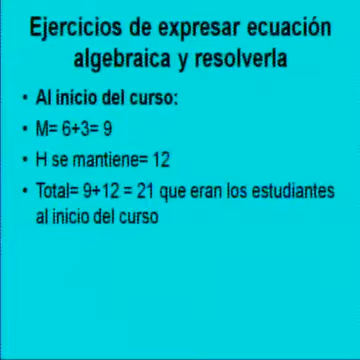 Ejercicios de expresar ecuación
algebraica y resolverla
• Al inicio del curso:
• M= 6+3= 9
• H se mantiene= 12
• Total= 9+12 = 21 que eran los estudiantes
al inicio del curso